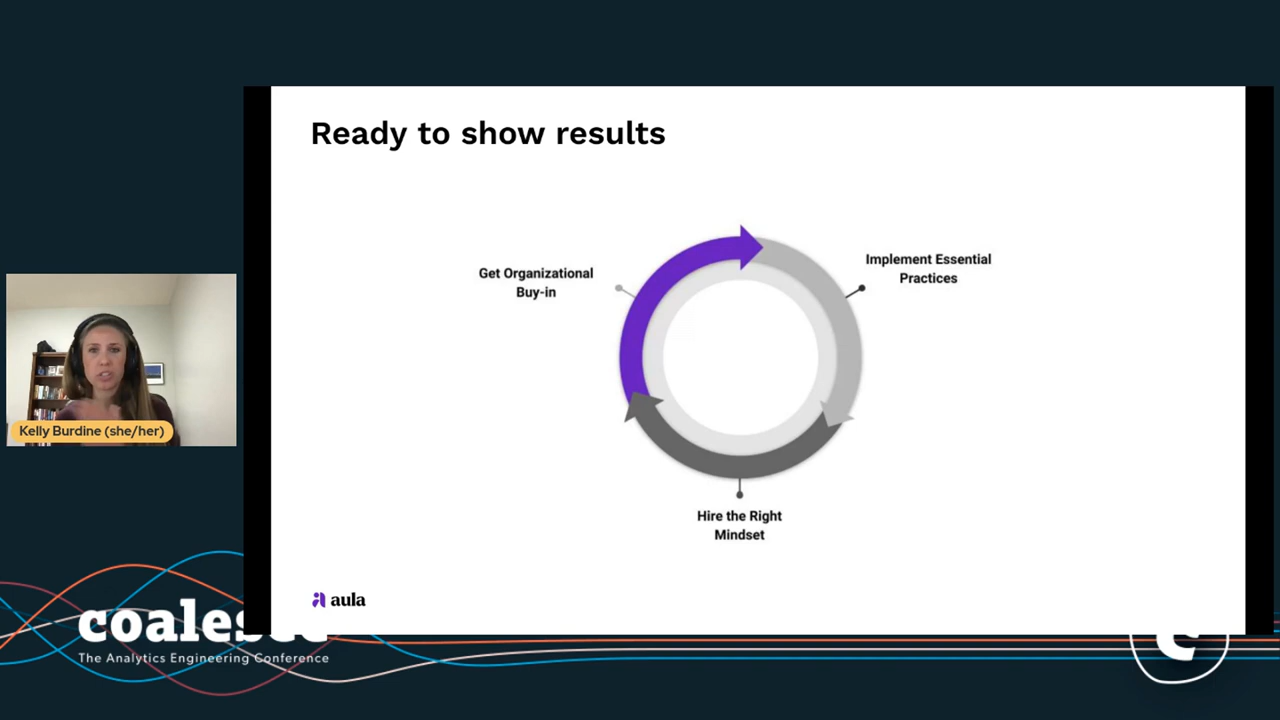 Ready to show results
Get Organizational
Buy-in
Implement Essential
Practices
Hire the Right
Mindset
aula
Kelly Burdine (she/her)
coalesce
The Analytics Engineering Conference